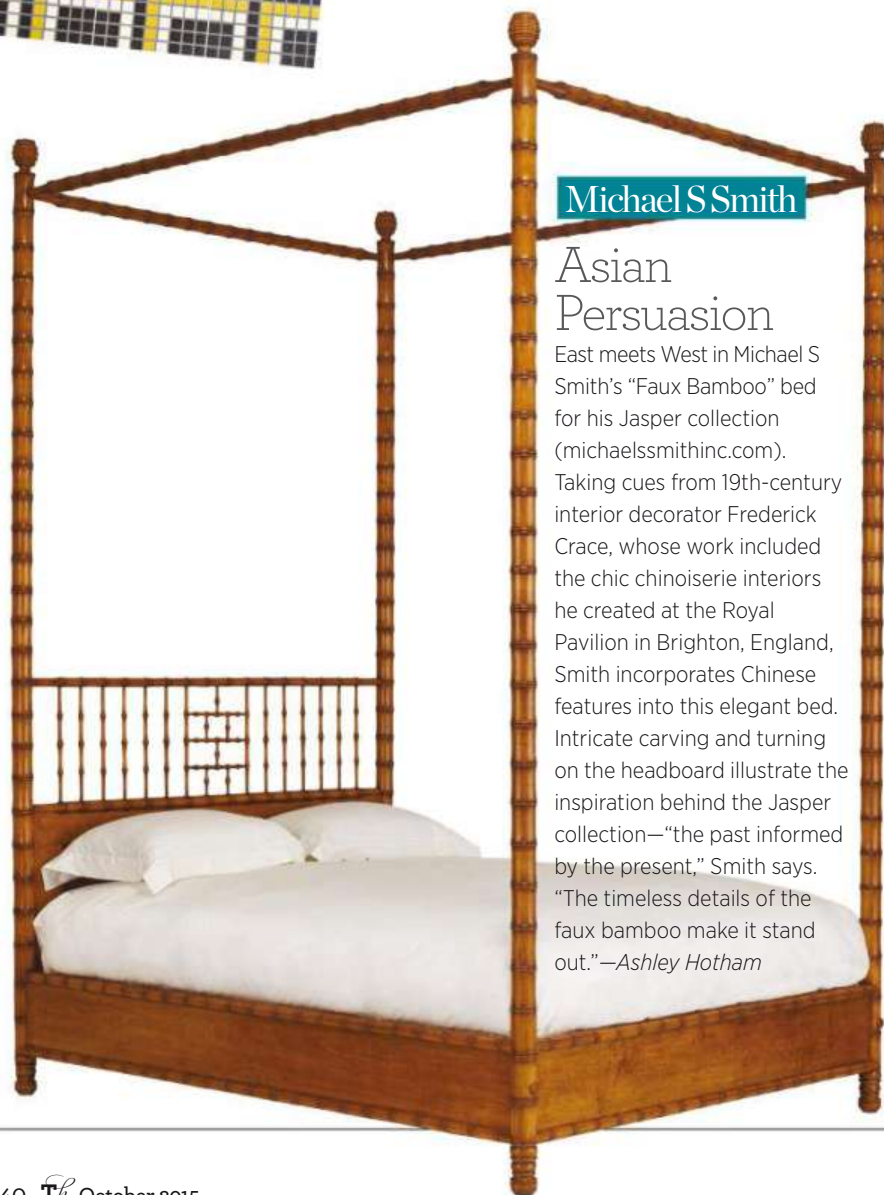 Michael S Smith
Asian
Persuasion
East meets West in Michael S
Smith’s “Faux Bamboo” bed
for his Jasper collection
(michaelssmithinc.com).
Taking cues from 19th-century
interior decorator Frederick
Crace, whose work included
the chic chinoiserie interiors
he created at the Royal
Pavilion in Brighton, England,
Smith incorporates Chinese
features into this elegant bed.
Intricate carving and turning
on the headboard illustrate the
inspiration behind the Jasper
collection—“the past informed
by the present,” Smith says.
“The timeless details of the
faux bamboo make it stand
out.”—Ashley Hotham
Th October 2015